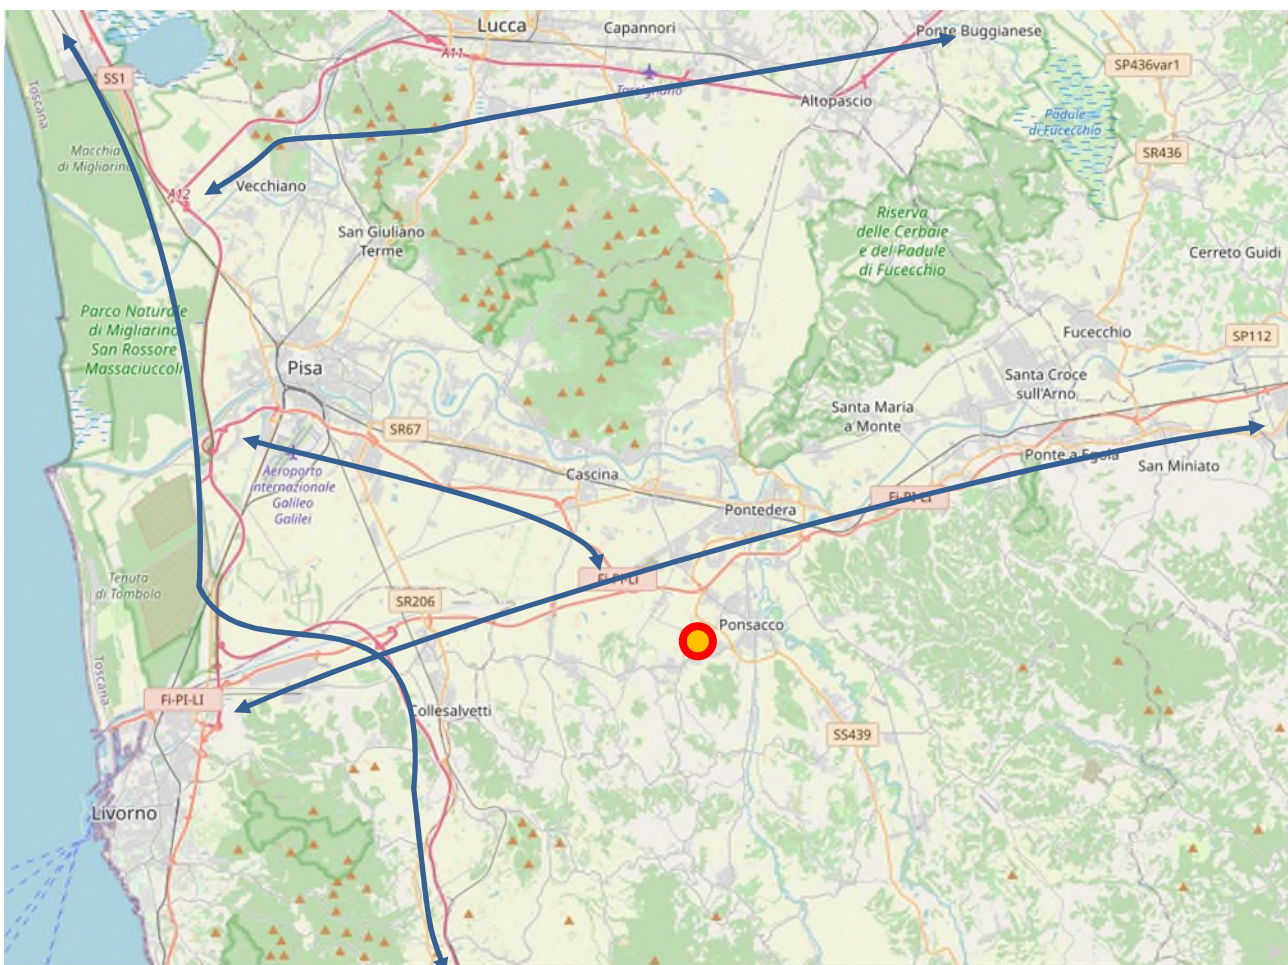 Lucca
Capannori
Ponte Buggianese
A11
SP436var1
SS1
Toscana
Tassignano
Altopascio
Padule
di Fucecchio
Macchia
di Migliarino
SR436
A12
Vecchiano
San Giuliano
Terme
Riserva
delle Cerbaie
e del Padule
di Fucecchio
Cerreto Guidi
Parco Naturale
di Migliarino
San Rossore
Massaciuccoli
Fucecchio
SP112
Pisa
Santa Croce
sull'Arno
Santa Maria
a Monte
SR67
Ponte a Egola
San Miniato
Aeroporto
internazionale
Galileo
Galilei
Cascina
Fi-PI-LI
Pontedera
Tenuta
di Tombolo
Fi-PI-LI
SR206
Ponsacco
Toscana
Fi-PI-LI
Collesalvetti
SS439
Livorno